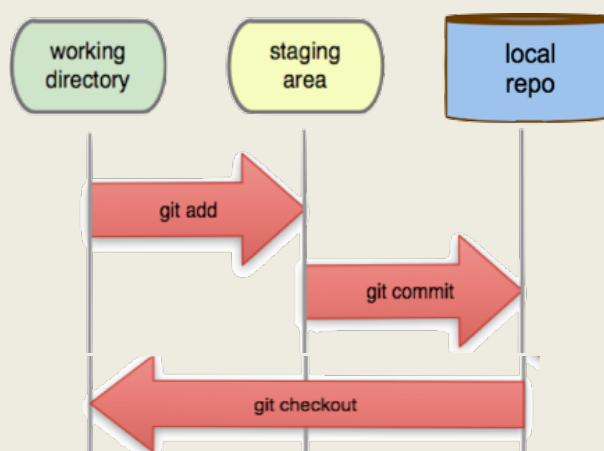 working
directory
staging
area
local
repo
git add
git commit
git checkout